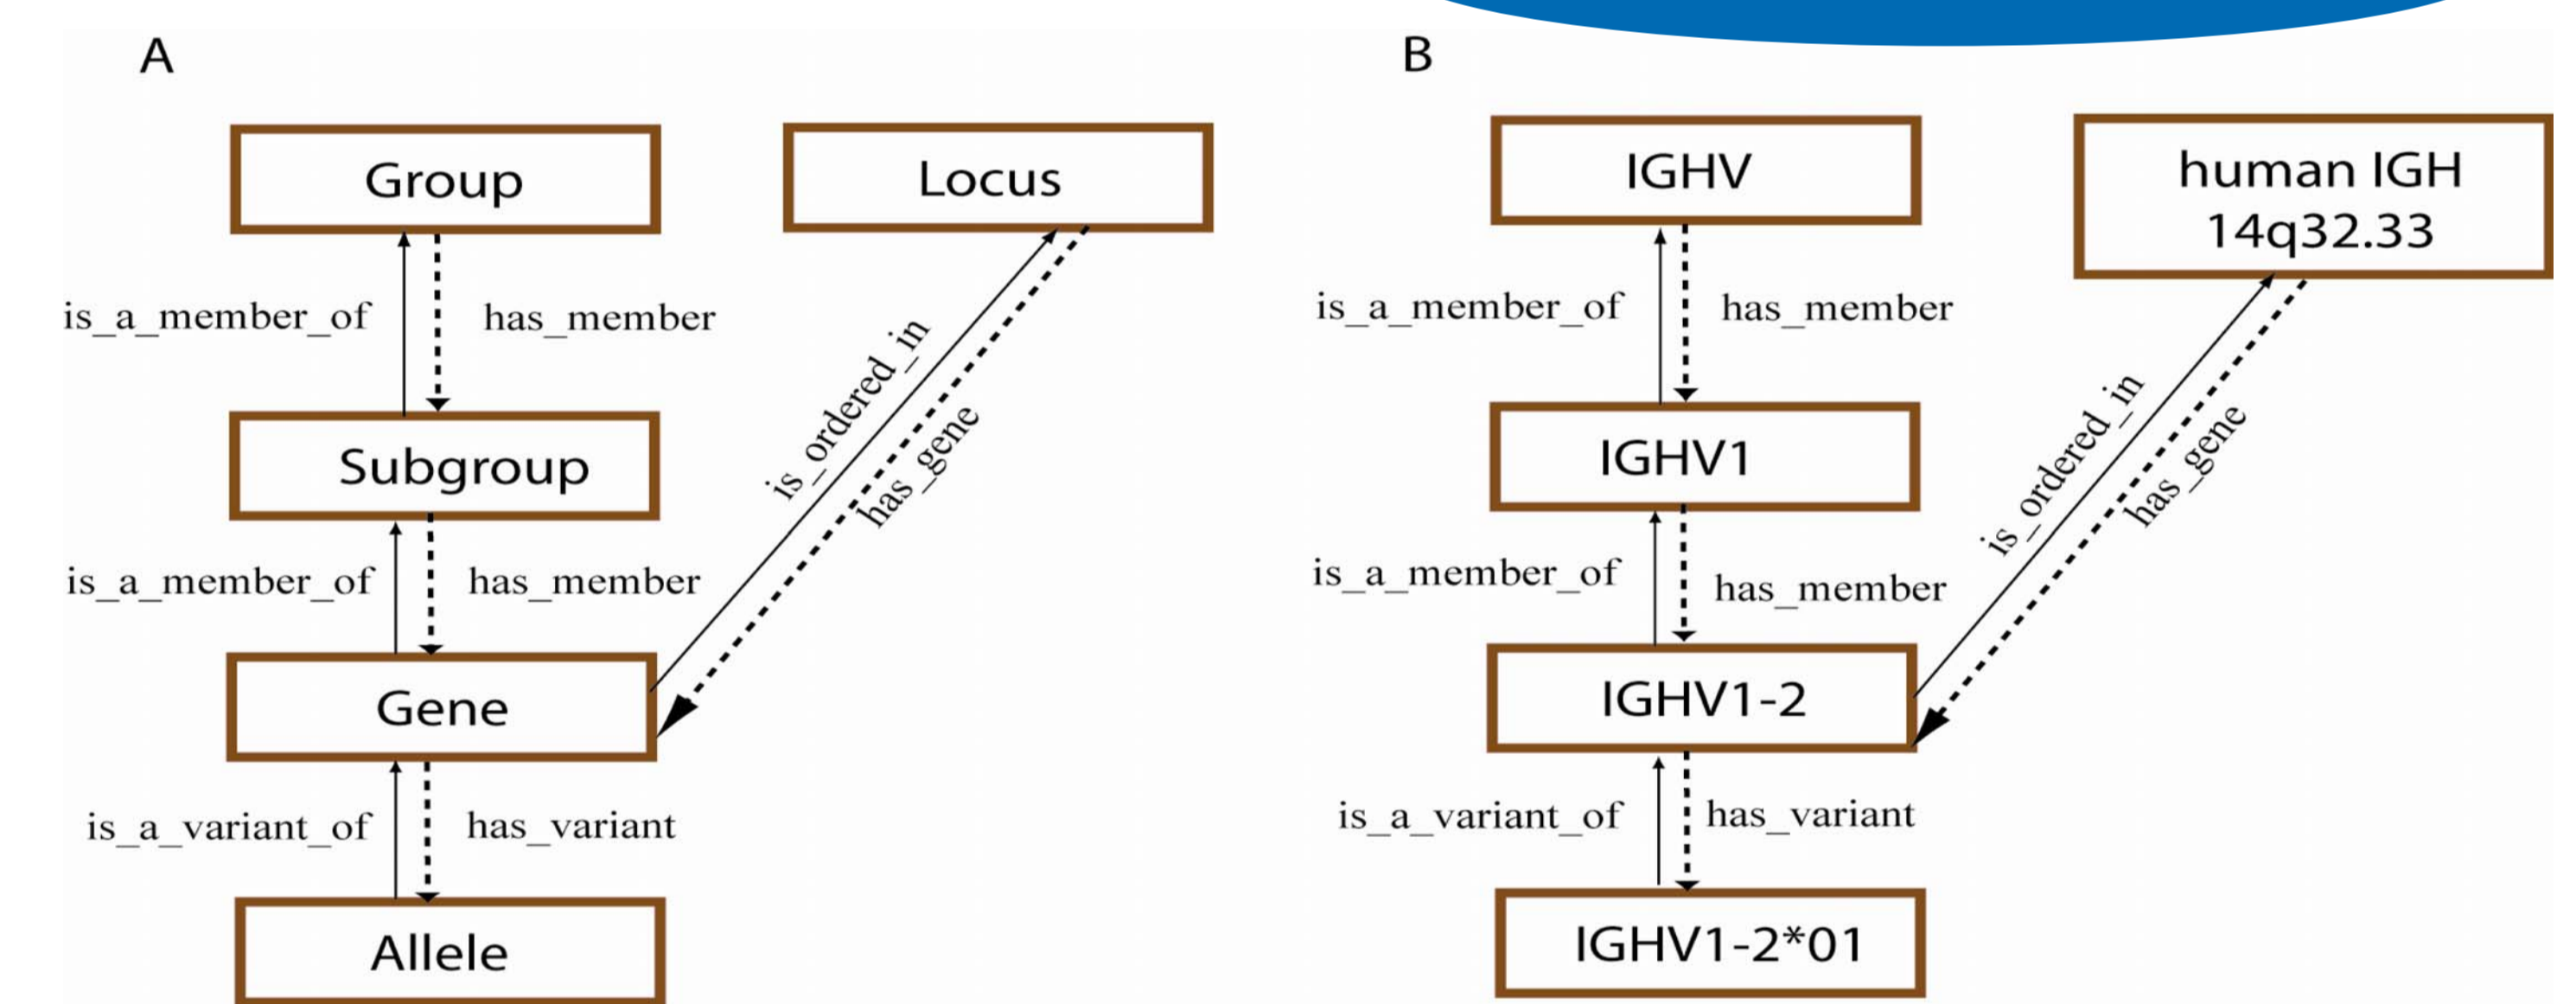 A
Group
Locus
is_a_member_of
has_member
is_ordered_in
has_gene
Subgroup
is_a_member_of
has_member
Gene
is_a_variant_of
has_variant
Allele
B
IGHV
human IGH
14q32.33
is_a_member_of
has_member
is_ordered_in
has_gene
IGHV1
is_a_member_of
has_member
IGHV1-2
is_a_variant_of
has_variant
IGHV1-2*01